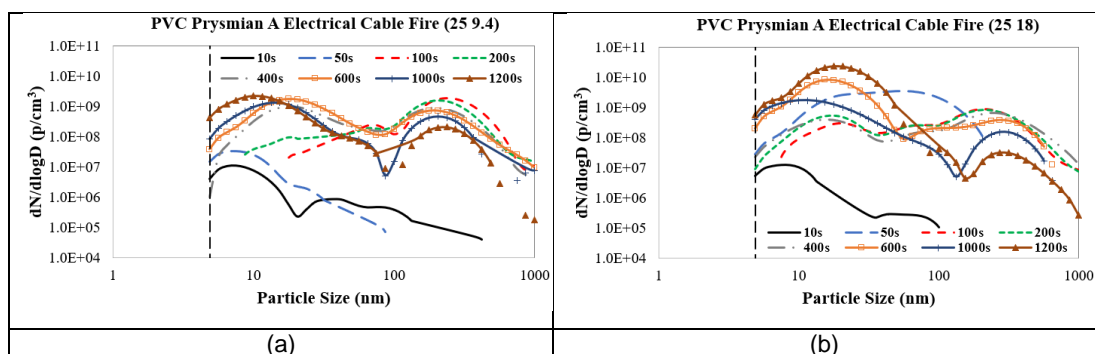 PVC Prysmian A Electrical Cable Fire (25 9.4)
1.0E+11
1.0E+10
1.0E+09
1.0E+08
1.0E+07
1.0E+06
1.0E+05
1.0E+04
dN/dlogD (p/cm³)
10s 50s 100s 200s
400s 600s 1000s 1200s
1 10 100 1000
Particle Size (nm)
(a)
PVC Prysmian A Electrical Cable Fire (25 18)
1.0E+11
1.0E+10
1.0E+09
1.0E+08
1.0E+07
1.0E+06
1.0E+05
1.0E+04
dN/dlogD (p/cm³)
10s 50s 100s 200s
400s 600s 1000s 1200s
1 10 100 1000
Particle Size (nm)
(b)